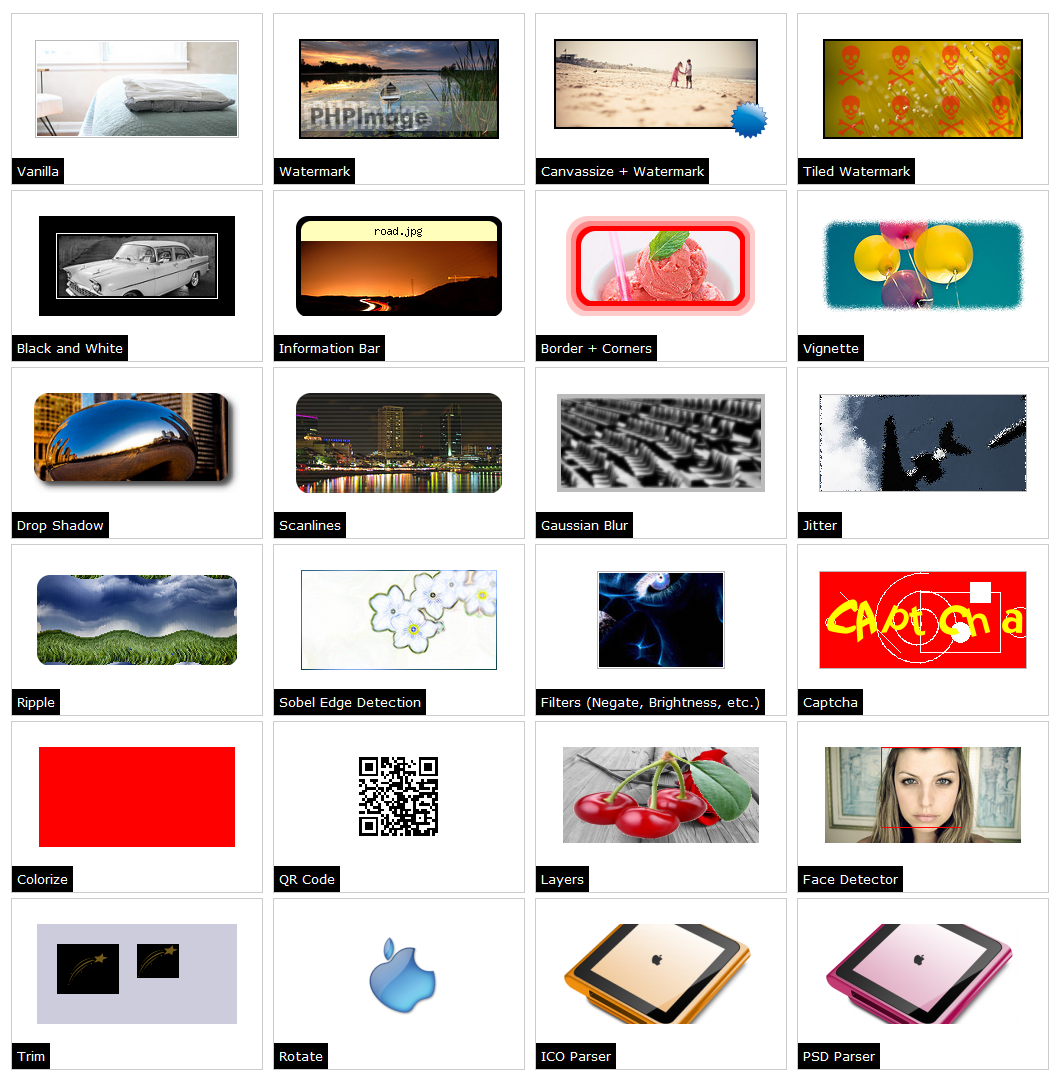 PHPImage
Vanilla
Watermark
Canvassize + Watermark
Tiled Watermark
road.jpg
Black and White
Information Bar
Border + Corners
Vignette
Drop Shadow
Scanlines
Gaussian Blur
Jitter
CAptCha
Ripple
Sobel Edge Detection
Filters (Negate, Brightness, etc.)
Captcha
Colorize
QR Code
Layers
Face Detector
Trim
Rotate
ICO Parser
PSD Parser